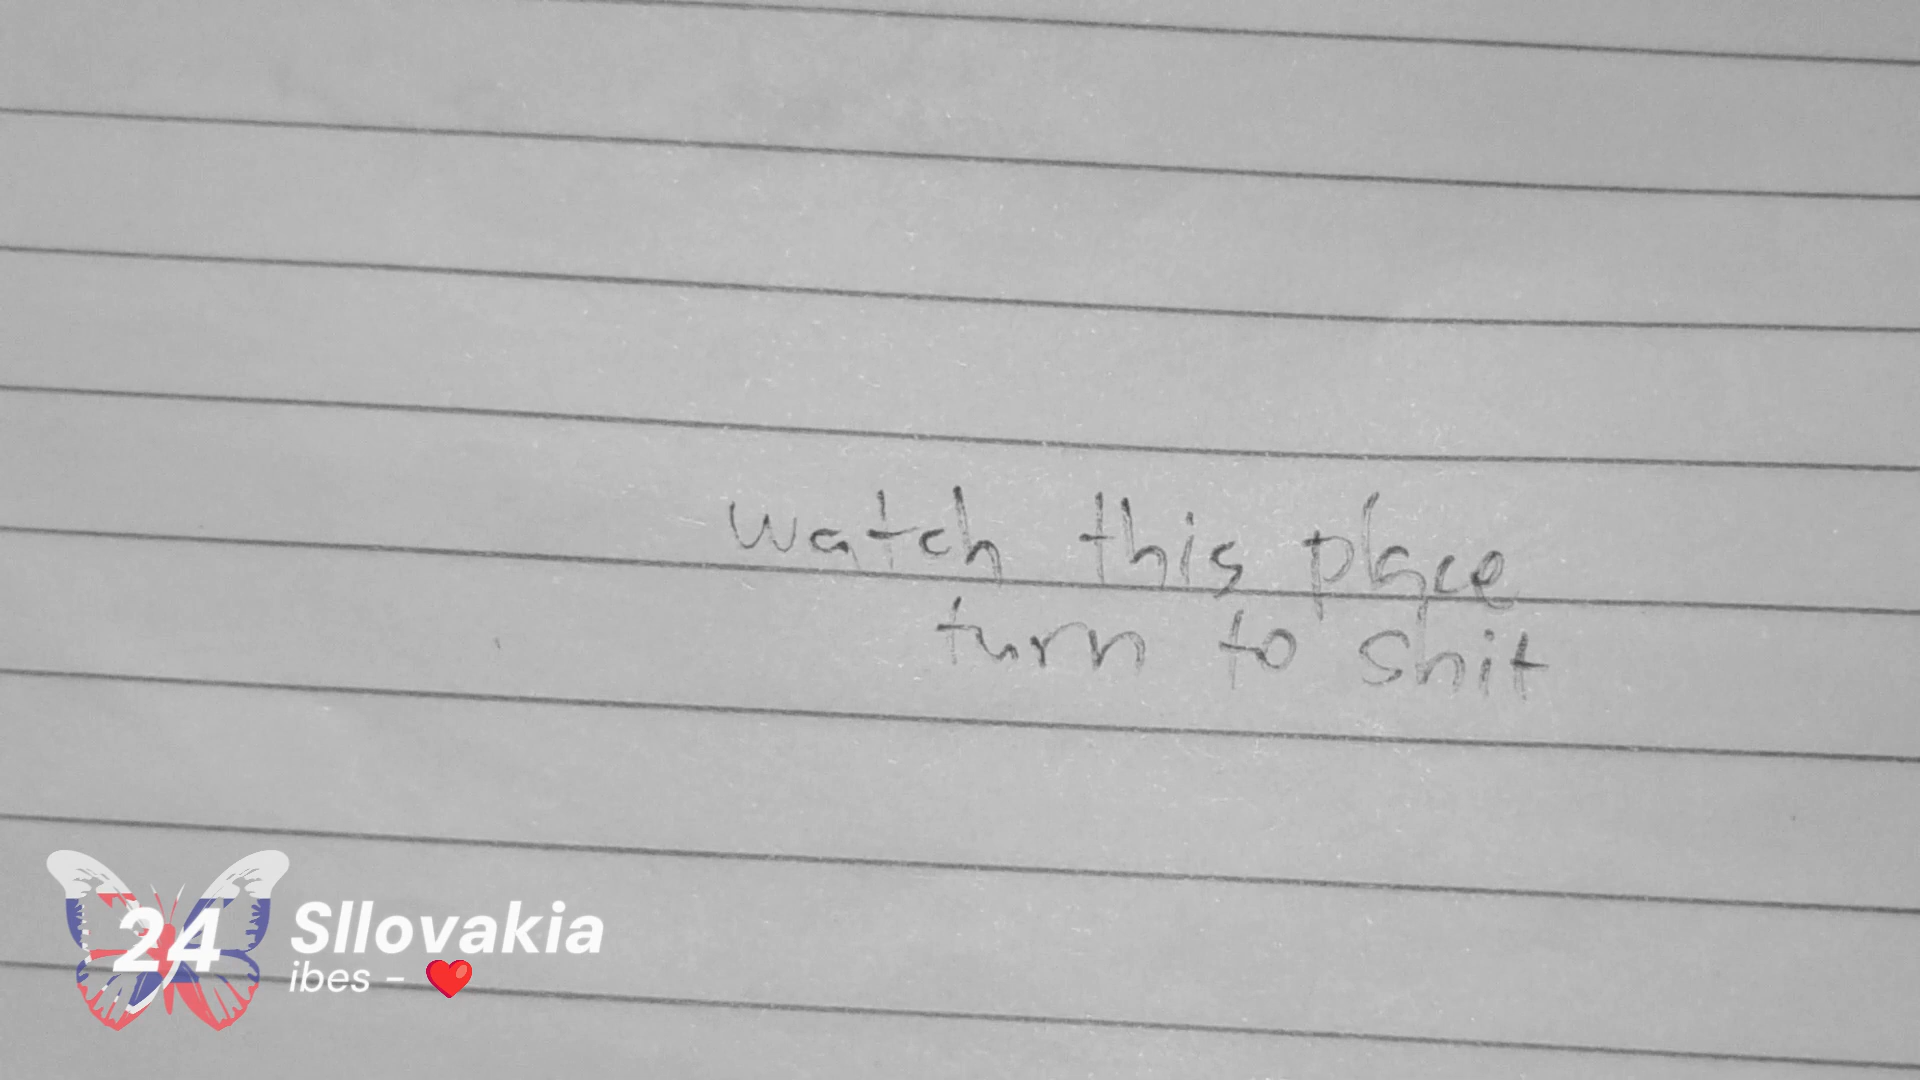 watch this place
turn to shit
24
Sllovakia
ibes - ❤️